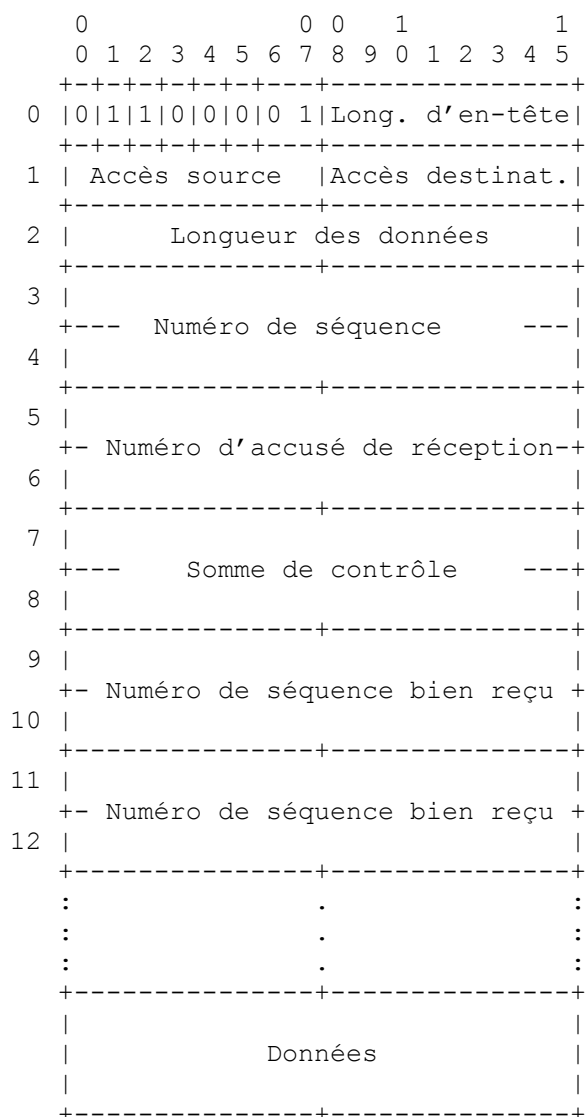 0             0 0   1         1
    0 1 2 3 4 5 6 7 8 9 0 1 2 3 4 5
   +-+-+-+-+-+-+---+---------------+
 0 |0|1|1|0|0|0|0 1|Long. d’en-tête|
   +-+-+-+-+-+-+---+---------------+
 1 | Accès source  |Accès destinat.|
   +---------------+---------------+
 2 |      Longueur des données     |
   +---------------+---------------+
 3 |                               |
   +---  Numéro de séquence     ---|
 4 |                               |
   +---------------+---------------+
 5 |                               |
   +- Numéro d’accusé de réception-+
 6 |                               |
   +---------------+---------------+
 7 |                               |
   +---    Somme de contrôle    ---+
 8 |                               |
   +---------------+---------------+
 9 |                               |
   +- Numéro de séquence bien reçu +
10 |                               |
   +---------------+---------------+
11 |                               |
   +- Numéro de séquence bien reçu +
12 |                               |
   +---------------+---------------+
   :               .               :
   :               .               :
   :               .               :
   +---------------+---------------+
   |                               |
   |            Données            |
   |                               |
   +---------------+---------------+